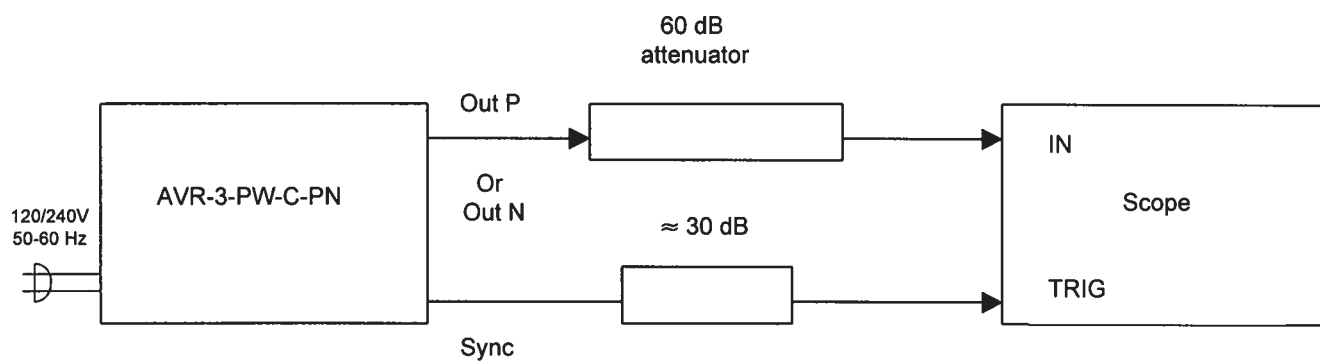 60 dB
attenuator
Out P
IN
AVR-3-PW-C-PN
Or
Out N
Scope
120/240V
50-60 Hz
≈ 30 dB
TRIG
Sync